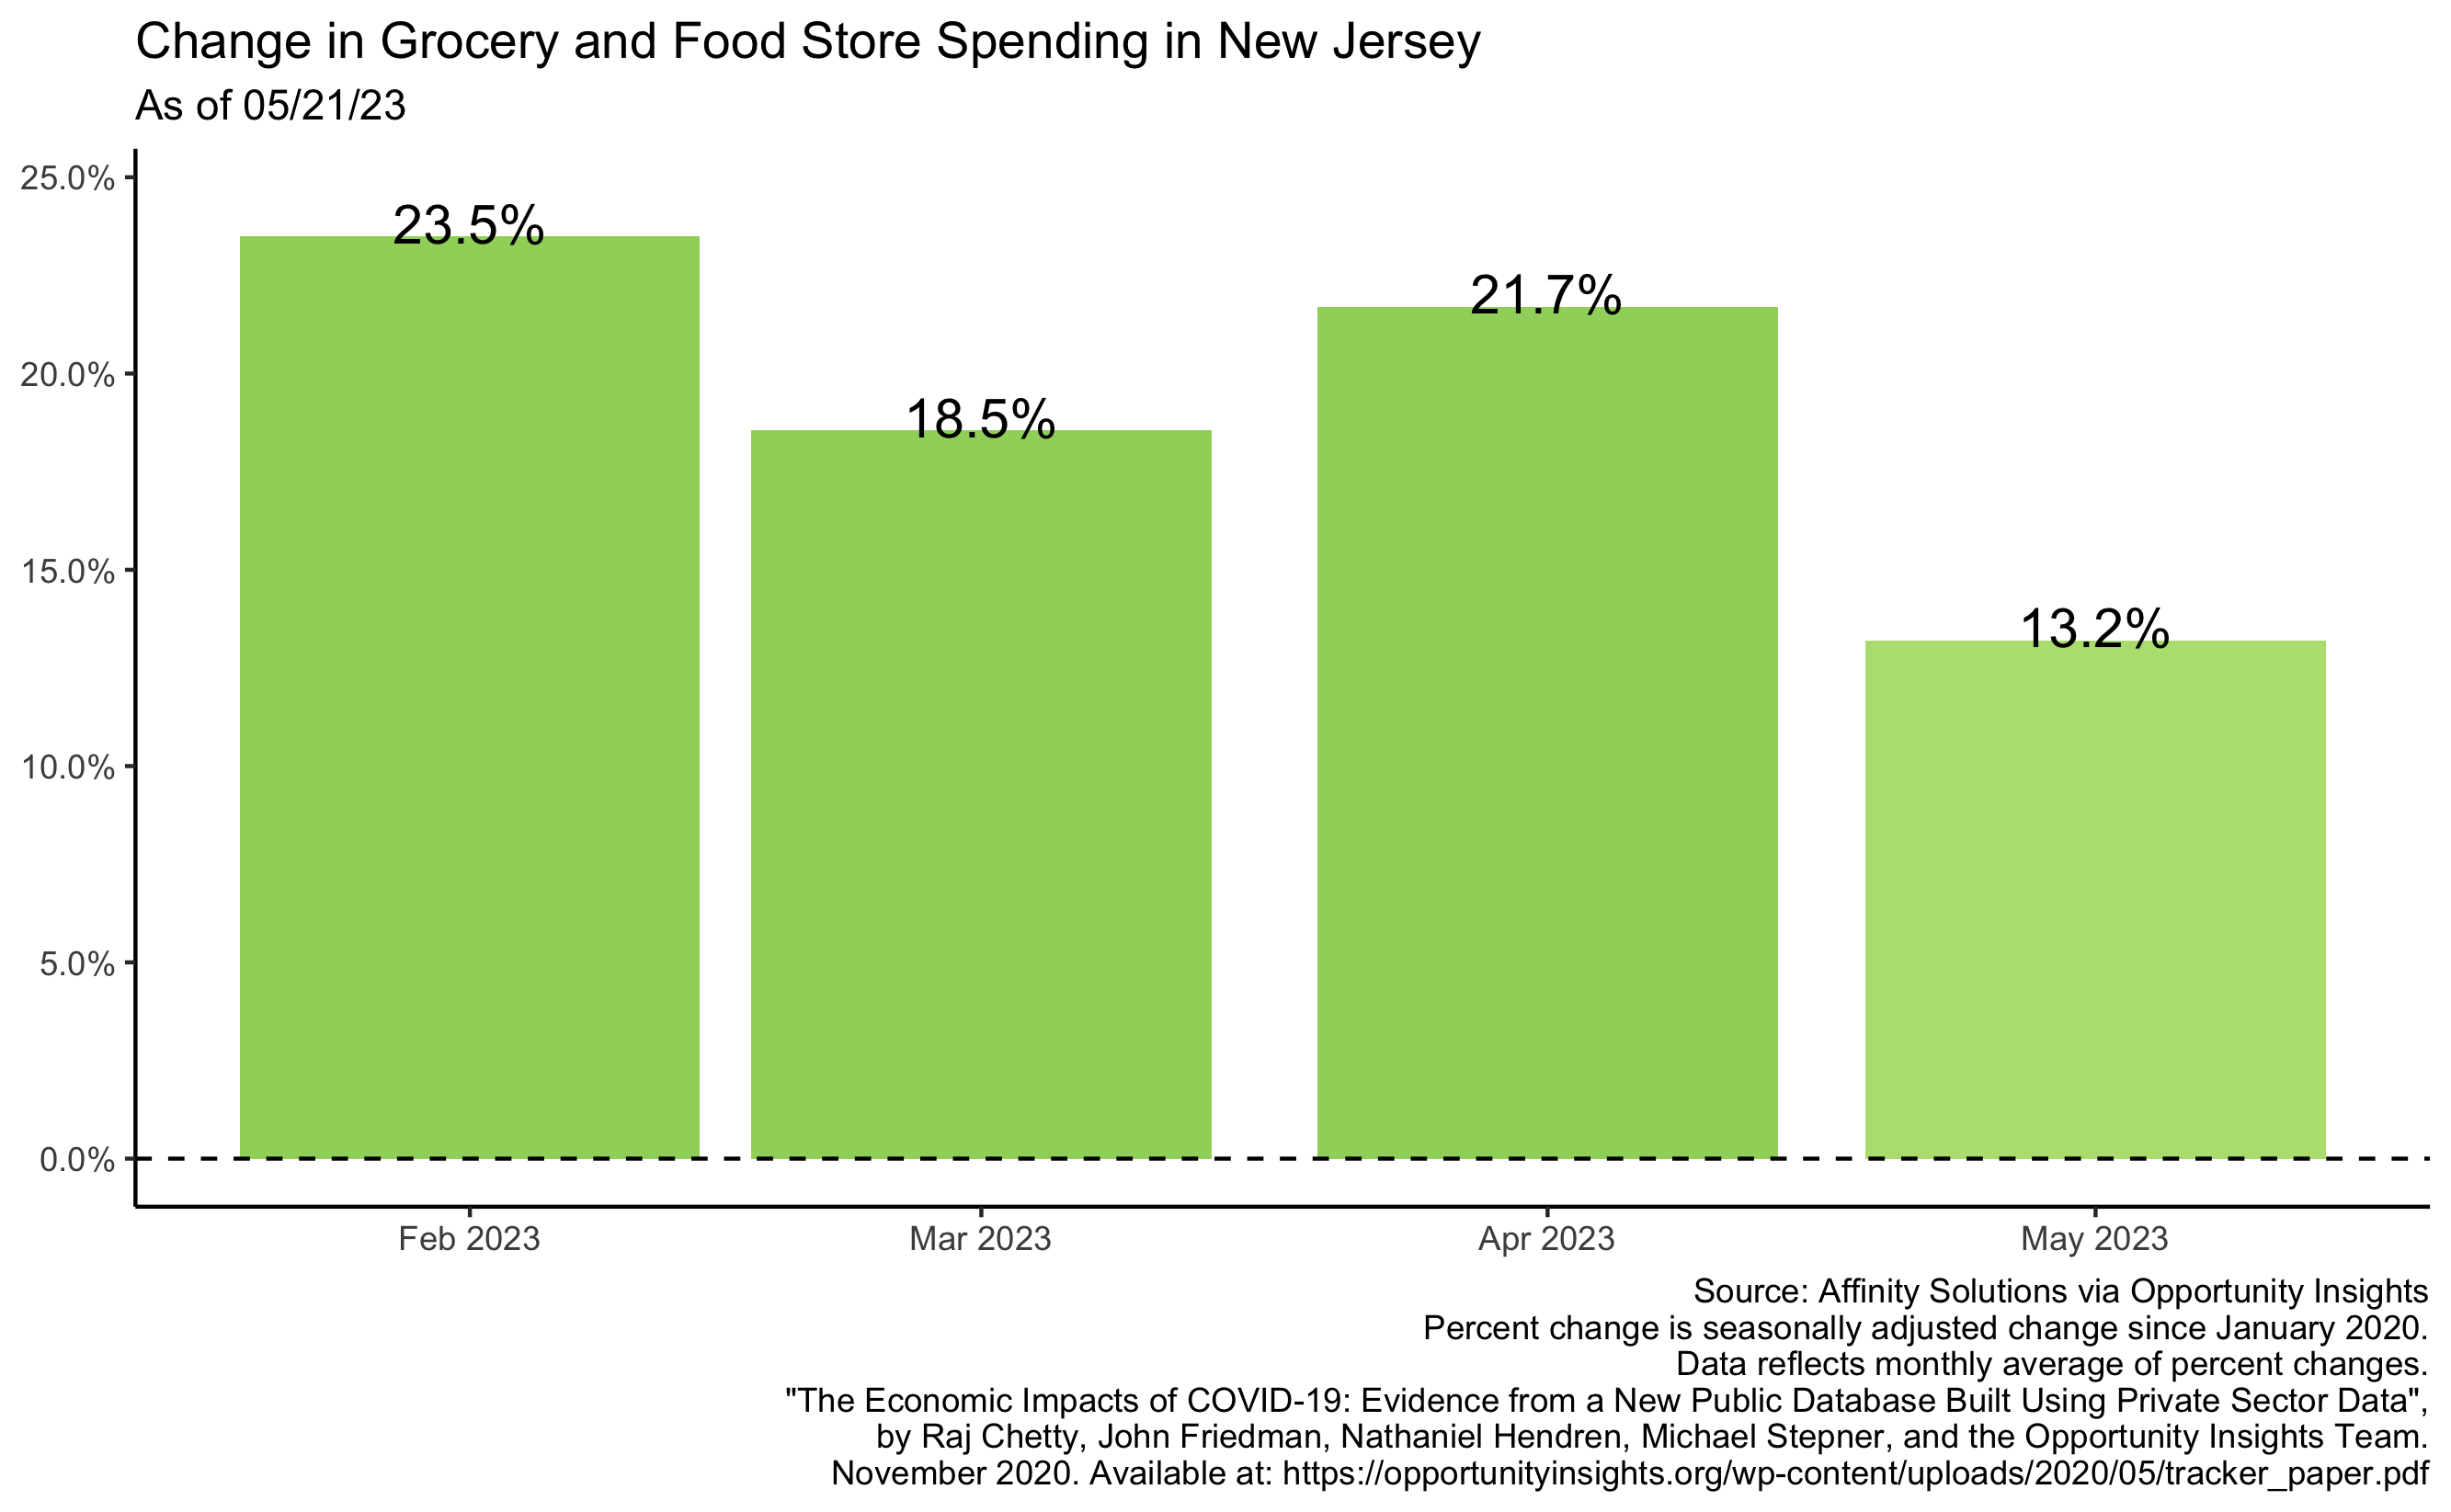 Change in Grocery and Food Store Spending in New Jersey
As of 05/21/23
25.0%
20.0%
15.0%
10.0%
5.0%
0.0%
23.5%
18.5%
21.7%
13.2%
Feb 2023
Mar 2023
Apr 2023
May 2023
Source: Affinity Solutions via Opportunity Insights
Percent change is seasonally adjusted change since January 2020.
Data reflects monthly average of percent changes.
"The Economic Impacts of COVID-19: Evidence from a New Public Database Built Using Private Sector Data",
by Raj Chetty, John Friedman, Nathaniel Hendren, Michael Stepner, and the Opportunity Insights Team.
November 2020. Available at: https://opportunityinsights.org/wp-content/uploads/2020/05/tracker_paper.pdf